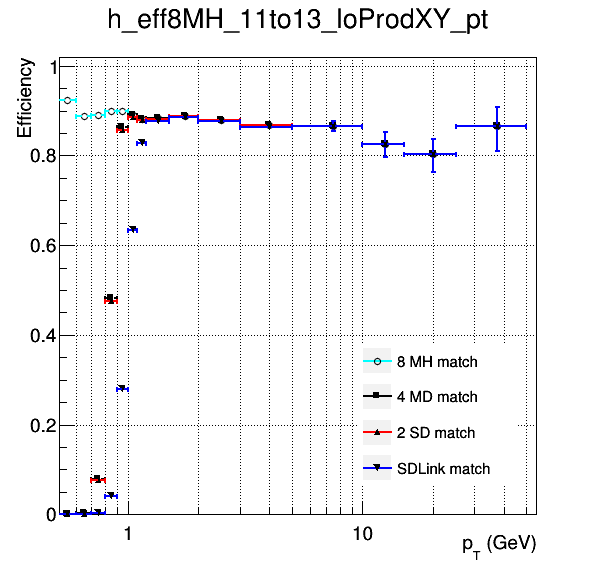 h_eff8MH_11to13_loProdXY_pt
Efficiency
1
0.8
0.6
0.4
0.2
0
8 MH match
4 MD match
2 SD match
SDLink match
1
10
pT (GeV)